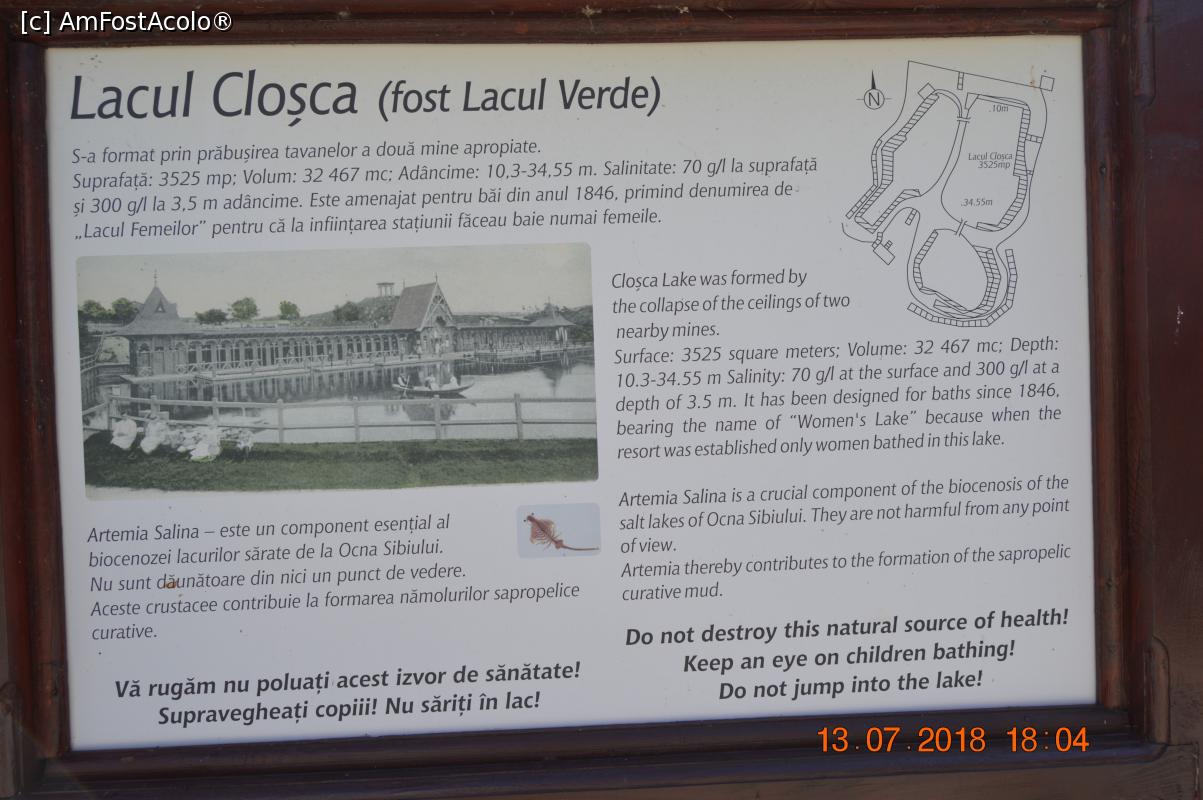 [c] AmFostAcolo®
Lacul Cloșca (fost Lacul Verde)
S-a format prin prăbușirea tavanelor a două mine apropiate.
Suprafață: 3525 mp; Volum: 32 467 mc; Adâncime: 10,3-34,55 m. Salinitate: 70 g/l la suprafață
și 300 g/l la 3,5 m adâncime. Este amenajat pentru băi din anul 1846, primind denumirea de
„Lacul Femeilor” pentru că la inființarea stațiunii făceau baie numai femeile.
N
.10m
Lacul Cloșca
3525mp
.34.55m
Cloșca Lake was formed by
the collapse of the ceilings of two
nearby mines.
Surface: 3525 square meters; Volume: 32 467 mc; Depth:
10.3-34.55 m Salinity: 70 g/l at the surface and 300 g/l at a
depth of 3.5 m. It has been designed for baths since 1846,
bearing the name of “Women's Lake” because when the
resort was established only women bathed in this lake.
Artemia Salina – este un component esențial al
biocenozei lacurilor sărate de la Ocna Sibiului.
Nu sunt dăunătoare din nici un punct de vedere.
Aceste crustacee contribuie la formarea nămolurilor sapropelice
curative.
Artemia Salina is a crucial component of the biocenosis of the
salt lakes of Ocna Sibiului. They are not harmful from any point
of view.
Artemia thereby contributes to the formation of the sapropelic
curative mud.
Vă rugăm nu poluați acest izvor de sănătate!
Supravegheați copiii! Nu săriți în lac!
Do not destroy this natural source of health!
Keep an eye on children bathing!
Do not jump into the lake!
13.07.2018 18:04